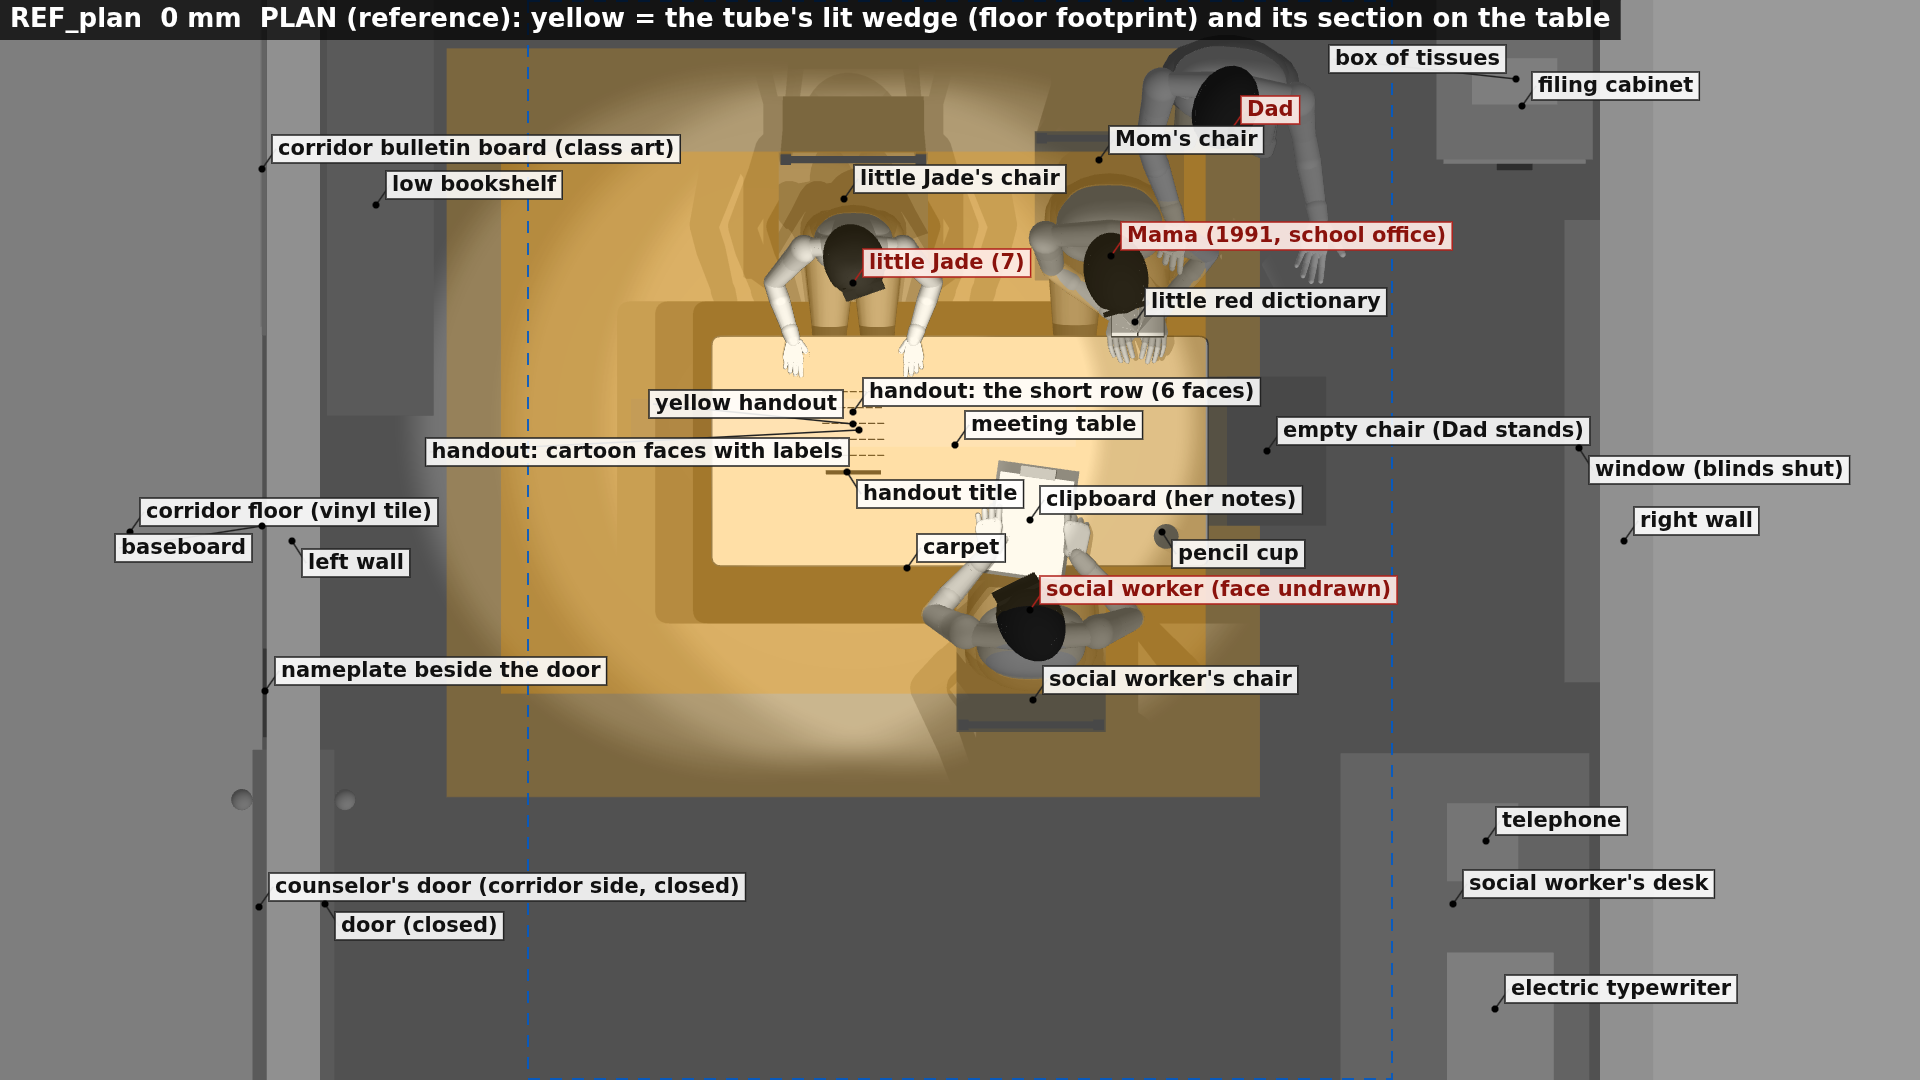 REF_plan  0 mm  PLAN (reference): yellow = the tube's lit wedge (floor footprint) and its section on the table
box of tissues
filing cabinet
Dad
Mom's chair
corridor bulletin board (class art)
low bookshelf
little Jade's chair
Mama (1991, school office)
little Jade (7)
little red dictionary
handout: the short row (6 faces)
yellow handout
meeting table
empty chair (Dad stands)
handout: cartoon faces with labels
window (blinds shut)
handout title
clipboard (her notes)
corridor floor (vinyl tile)
right wall
baseboard
carpet
pencil cup
left wall
social worker (face undrawn)
nameplate beside the door
social worker's chair
telephone
social worker's desk
counselor's door (corridor side, closed)
door (closed)
electric typewriter